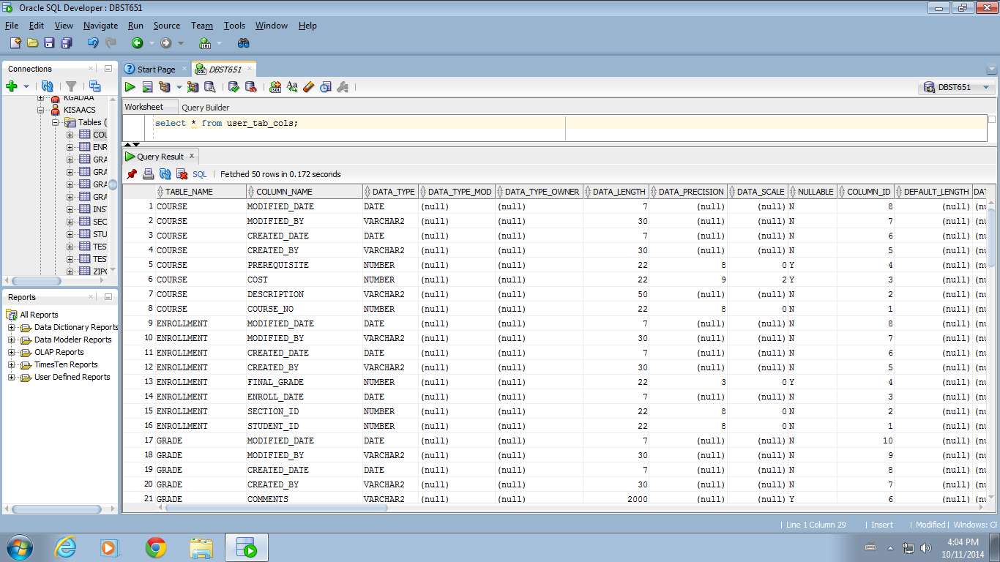 Oracle SQL Developer : DBST651
File Edit View Navigate Run Source Team Tools Window Help
Connections
KGADAA
KISAACS
Tables (
COU
ENR
GRA
GRA
GRA
GRA
INST
SEC
STU
TES
TES
ZIPC
Reports
All Reports
Data Dictionary Reports
Data Modeler Reports
OLAP Reports
TimesTen Reports
User Defined Reports
Start Page DBST651
DBST651
Worksheet Query Builder
select * from user_tab_cols;
Query Result
SQL | Fetched 50 rows in 0.172 seconds
TABLE_NAME COLUMN_NAME DATA_TYPE DATA_TYPE_MOD DATA_TYPE_OWNER DATA_LENGTH DATA_PRECISION DATA_SCALE NULLABLE COLUMN_ID DEFAULT_LENGTH DAT
1 COURSE MODIFIED_DATE DATE (null) (null) 7 (null) (null) N 8 (null) (nu
2 COURSE MODIFIED_BY VARCHAR2 (null) (null) 30 (null) (null) N 7 (null) (nu
3 COURSE CREATED_DATE DATE (null) (null) 7 (null) (null) N 6 (null) (nu
4 COURSE CREATED_BY VARCHAR2 (null) (null) 30 (null) (null) N 5 (null) (nu
5 COURSE PREREQUISITE NUMBER (null) (null) 22 8 0 Y 4 (null) (nu
6 COURSE COST NUMBER (null) (null) 22 9 2 Y 3 (null) (nu
7 COURSE DESCRIPTION VARCHAR2 (null) (null) 50 (null) (null) N 2 (null) (nu
8 COURSE COURSE_NO NUMBER (null) (null) 22 8 0 N 1 (null) (nu
9 ENROLLMENT MODIFIED_DATE DATE (null) (null) 7 (null) (null) N 8 (null) (nu
10 ENROLLMENT MODIFIED_BY VARCHAR2 (null) (null) 30 (null) (null) N 7 (null) (nu
11 ENROLLMENT CREATED_DATE DATE (null) (null) 7 (null) (null) N 6 (null) (nu
12 ENROLLMENT CREATED_BY VARCHAR2 (null) (null) 30 (null) (null) N 5 (null) (nu
13 ENROLLMENT FINAL_GRADE NUMBER (null) (null) 22 3 0 Y 4 (null) (nu
14 ENROLLMENT ENROLL_DATE DATE (null) (null) 7 (null) (null) N 3 (null) (nu
15 ENROLLMENT SECTION_ID NUMBER (null) (null) 22 8 0 N 2 (null) (nu
16 ENROLLMENT STUDENT_ID NUMBER (null) (null) 22 8 0 N 1 (null) (nu
17 GRADE MODIFIED_DATE DATE (null) (null) 7 (null) (null) N 10 (null) (nu
18 GRADE MODIFIED_BY VARCHAR2 (null) (null) 30 (null) (null) N 9 (null) (nu
19 GRADE CREATED_DATE DATE (null) (null) 7 (null) (null) N 8 (null) (nu
20 GRADE CREATED_BY VARCHAR2 (null) (null) 30 (null) (null) N 7 (null) (nu
21 GRADE COMMENTS VARCHAR2 (null) (null) 2000 (null) (null) Y 6 (null) (nu
| Line 1 Column 29 | Insert | Modified | Windows: CF
4:04 PM
10/11/2014